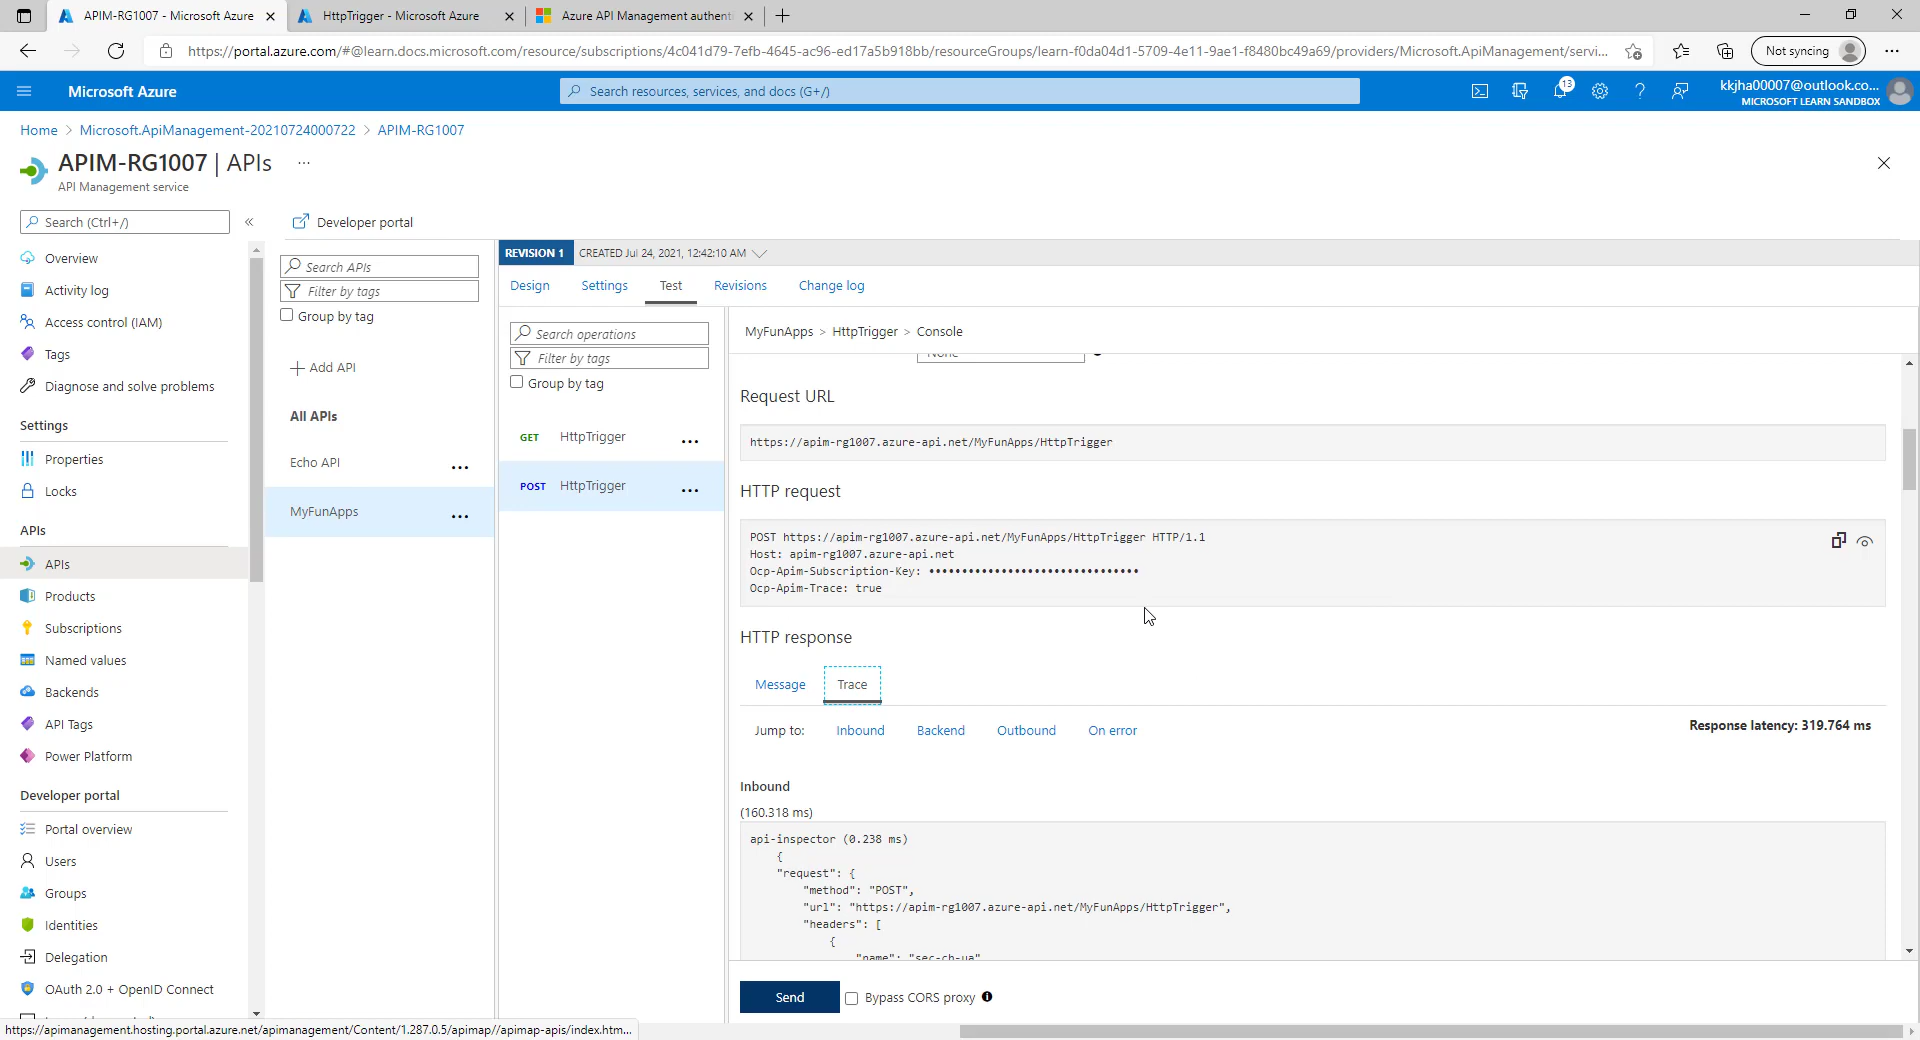 APIM-RG1007 - Microsoft Azure
HttpTrigger - Microsoft Azure
Azure API Management authenti
https://portal.azure.com/#@learn.docs.microsoft.com/resource/subscriptions/4c041d79-7efb-4645-ac96-ed17a5b918bb/resourceGroups/learn-f0da04d1-5709-4e11-9ae1-f8480bc49a69/providers/Microsoft.ApiManagement/servi...
Not syncing
Microsoft Azure
Search resources, services, and docs (G+/)
13
kkjha00007@outlook.co...
MICROSOFT LEARN SANDBOX
Home > Microsoft.ApiManagement-20210724000722 > APIM-RG1007
APIM-RG1007 | APIs ...
API Management service
Search (Ctrl+/)
«
Overview
Activity log
Access control (IAM)
Tags
Diagnose and solve problems
Settings
Properties
Locks
APIs
APIs
Products
Subscriptions
Named values
Backends
API Tags
Power Platform
Developer portal
Portal overview
Users
Groups
Identities
Delegation
OAuth 2.0 + OpenID Connect
Developer portal
Search APIs
Filter by tags
Group by tag
Add API
All APIs
Echo API ...
MyFunApps ...
REVISION 1 CREATED Jul 24, 2021, 12:42:10 AM
Design Settings Test Revisions Change log
Search operations
Filter by tags
Group by tag
GET HttpTrigger ...
POST HttpTrigger ...
MyFunApps > HttpTrigger > Console
None
Request URL
https://apim-rg1007.azure-api.net/MyFunApps/HttpTrigger
HTTP request
POST https://apim-rg1007.azure-api.net/MyFunApps/HttpTrigger HTTP/1.1
Host: apim-rg1007.azure-api.net
Ocp-Apim-Subscription-Key: ••••••••••••••••••••••••••••••••
Ocp-Apim-Trace: true
HTTP response
Message Trace
Jump to: Inbound Backend Outbound On error
Response latency: 319.764 ms
Inbound
(160.318 ms)
api-inspector (0.238 ms)
{
"request": {
"method": "POST",
"url": "https://apim-rg1007.azure-api.net/MyFunApps/HttpTrigger",
"headers": [
{
"name": "sec-ch-ua"
Send
Bypass CORS proxy
https://apimanagement.hosting.portal.azure.net/apimanagement/Content/1.287.0.5/apimap//apimap-apis/index.htm...